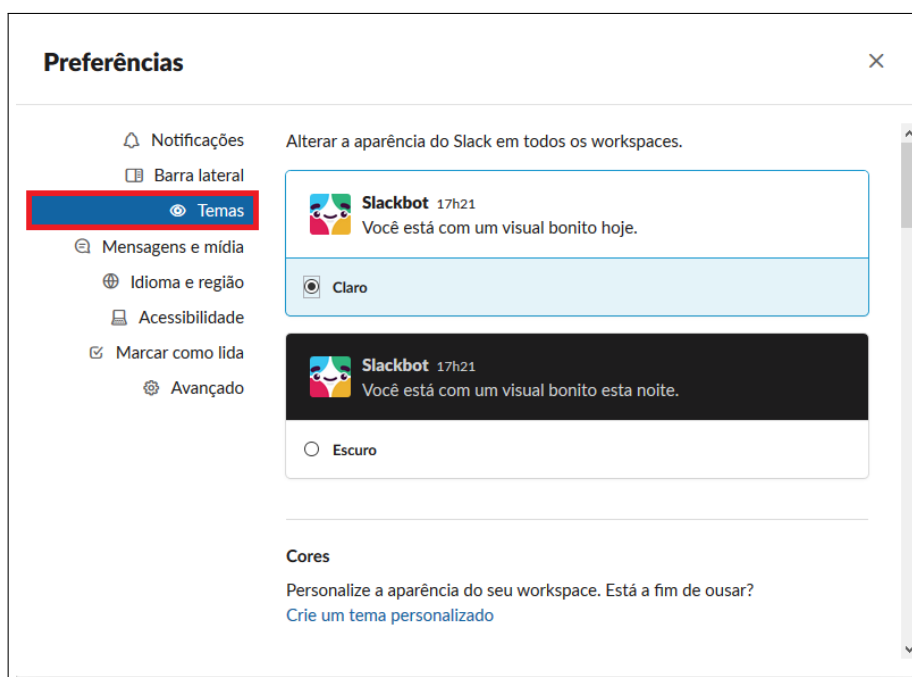 Preferências
Notificações
Barra lateral
Temas
Mensagens e mídia
Idioma e região
Acessibilidade
Marcar como lida
Avançado
Alterar a aparência do Slack em todos os workspaces.
Slackbot 17h21
Você está com um visual bonito hoje.
Claro
Slackbot 17h21
Você está com um visual bonito esta noite.
Escuro
Cores
Personalize a aparência do seu workspace. Está a fim de ousar?
Crie um tema personalizado